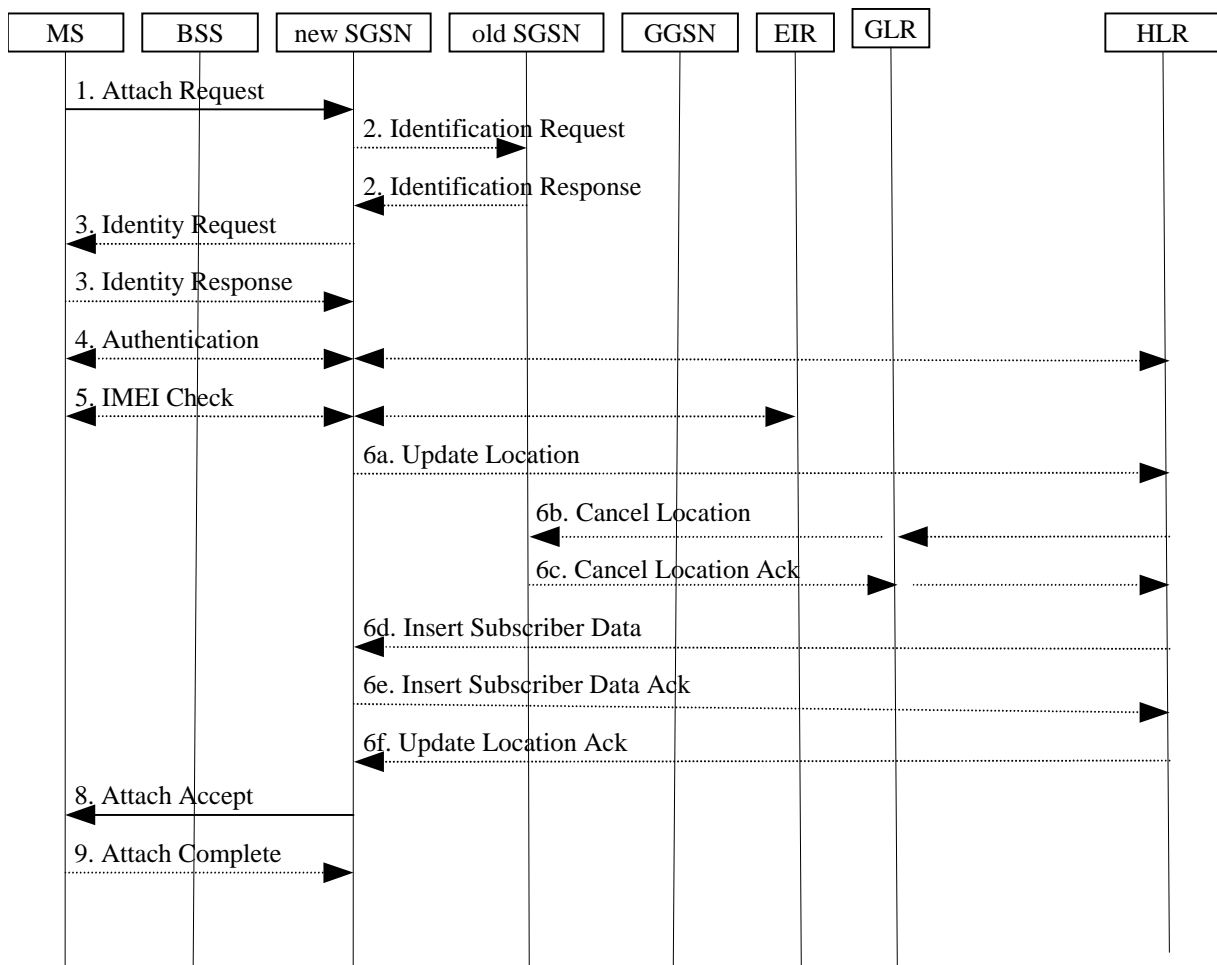 MS BSS new SGSN old SGSN GGSN EIR GLR HLR
1. Attach Request
2. Identification Request
2. Identification Response
3. Identity Request
3. Identity Response
4. Authentication
5. IMEI Check
6a. Update Location
6b. Cancel Location
6c. Cancel Location Ack
6d. Insert Subscriber Data
6e. Insert Subscriber Data Ack
6f. Update Location Ack
8. Attach Accept
9. Attach Complete